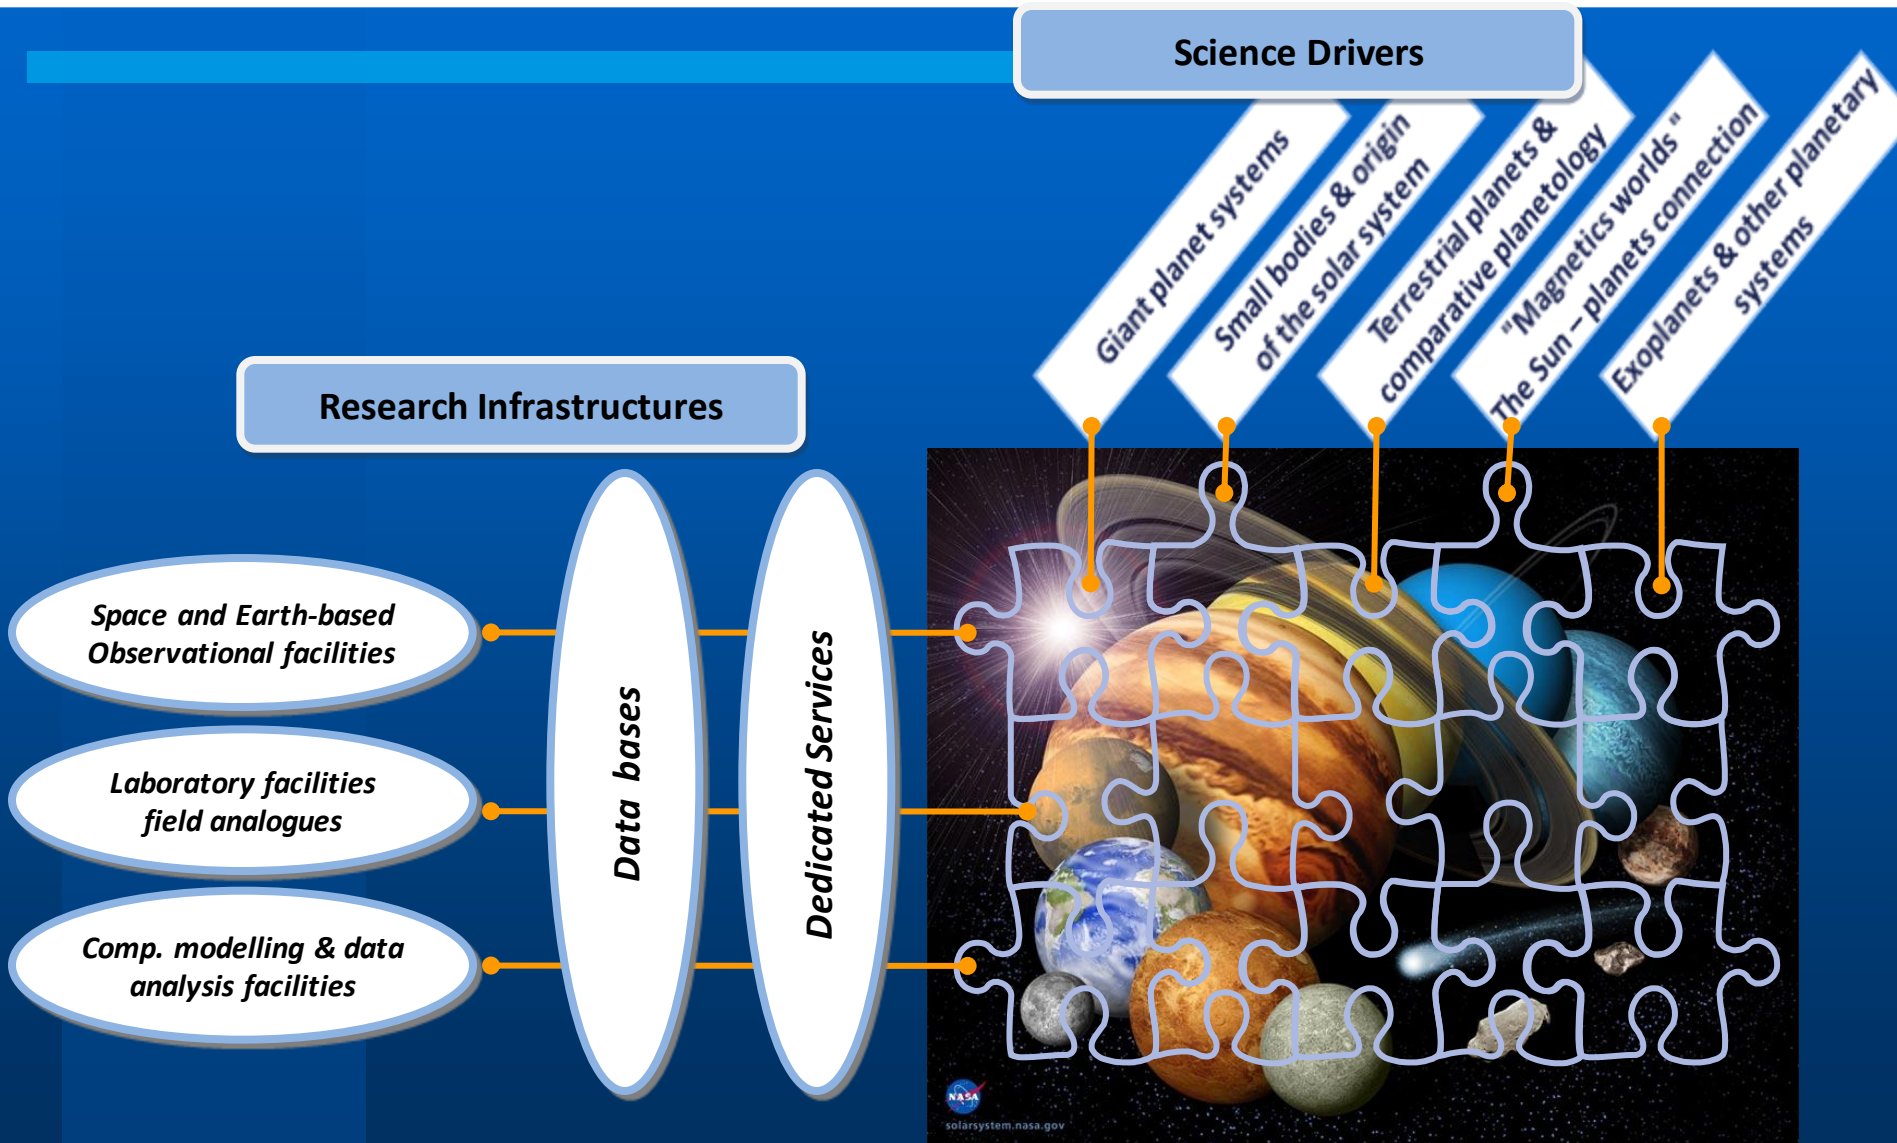 Science Drivers
Giant planet systems
Small bodies & origin
of the solar system
Terrestrial planets &
comparative planetology
"Magnetics worlds"
The Sun – planets connection
Exoplanets & other planetary
systems
Research Infrastructures
Space and Earth-based
Observational facilities
Laboratory facilities
field analogues
Comp. modelling & data
analysis facilities
Data bases
Dedicated Services
NASA
solarsystem.nasa.gov